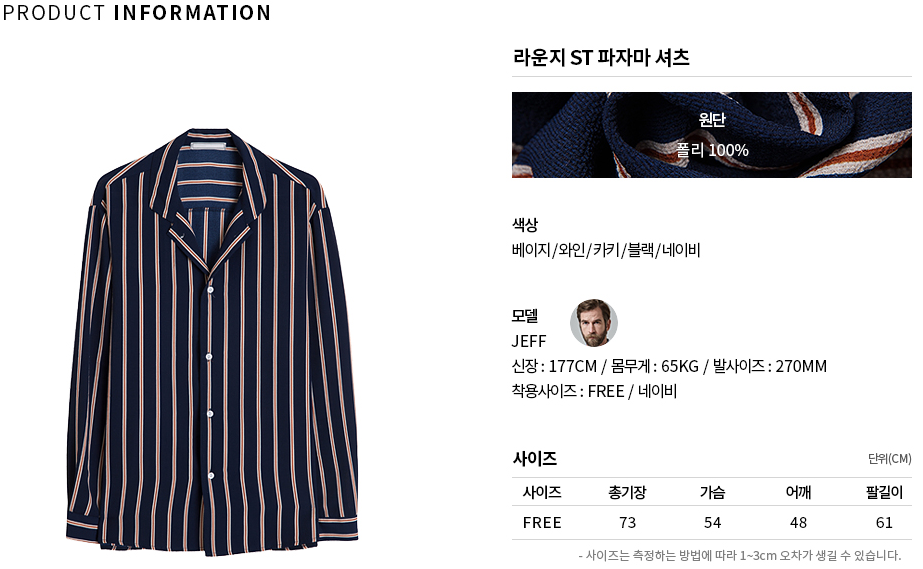 PRODUCT INFORMATION
라운지 ST 파자마 셔츠
원단
폴리 100%
색상
베이지/와인/카키/블랙/네이비
모델
JEFF
신장 : 177CM / 몸무게 : 65KG / 발사이즈 : 270MM
착용사이즈 : FREE / 네이비
사이즈 단위(CM)
사이즈 총기장 가슴 어깨 팔길이
FREE 73 54 48 61
- 사이즈는 측정하는 방법에 따라 1~3cm 오차가 생길 수 있습니다.